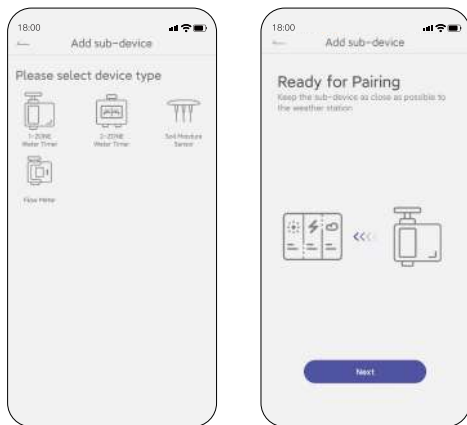 18:00
Add sub-device
Please select device type
1-ZONE
Water Timer
2-ZONE
Water Timer
Soil Moisture
Sensor
Flow Meter
18:00
Add sub-device
Ready for Pairing
Keep the sub-device as close as possible to
the weather station
Next